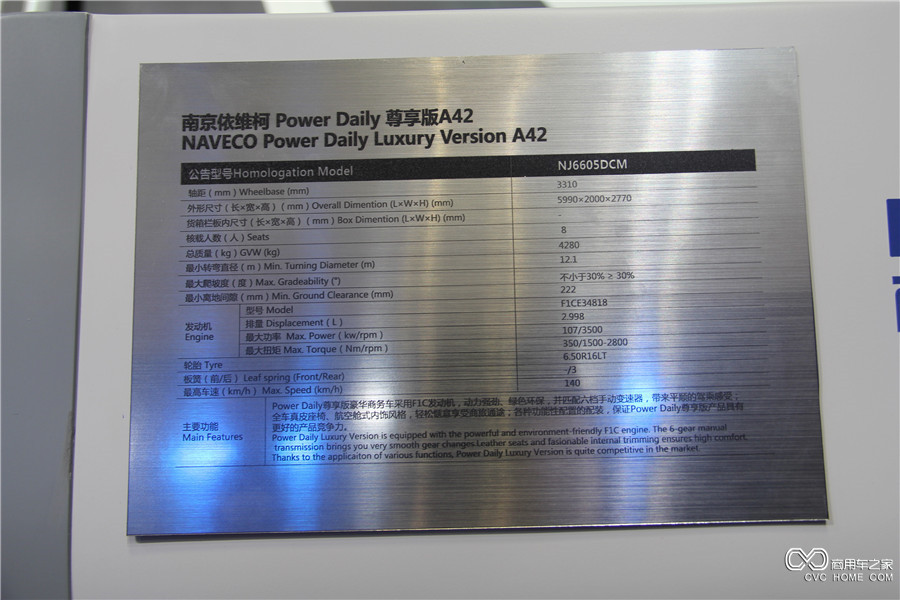 南京依维柯 Power Daily 尊享版A42
NAVECO Power Daily Luxury Version A42
公告型号Homologation Model NJ6605DCM
轴距（mm）Wheelbase (mm) 3310
外形尺寸（长×宽×高）（mm）Overall Dimention (L×W×H) (mm) 5990×2000×2770
货箱栏板内尺寸（长×宽×高）（mm）Box Dimention (L×W×H) (mm) -
核载人数（人）Seats 8
总质量（kg）GVW (kg) 4280
最小转弯直径（m）Min. Turning Diameter (m) 12.1
最大爬坡度（度）Max. Gradeability (°) 不小于30% ≥ 30%
最小离地间隙（mm）Min. Ground Clearance (mm) 222
发动机 Engine
型号 Model F1CE34818
排量 Displacement（L） 2.998
最大功率 Max. Power（kw/rpm） 107/3500
最大扭矩 Max. Torque（Nm/rpm） 350/1500-2800
轮胎 Tyre 6.50R16LT
板簧（前/后）Leaf spring (Front/Rear) -/3
最高车速（km/h）Max. Speed (km/h) 140
主要功能
Main Features
Power Daily尊享版豪华商务车采用F1C发动机，动力强劲、绿色环保，并匹配六档手动变速器，带来平顺的驾乘感受；
全车真皮座椅、航空舱式内饰风格，轻松惬意享受商旅通途；各种功能性配置的配装，保证Power Daily尊享版产品具有
更好的产品竞争力。
Power Daily Luxury Version is equipped with the powerful and environment-friendly F1C engine. The 6-gear manual
transmission brings you very smooth gear changes.Leather seats and fasionable internal trimming ensures high comfort.
Thanks to the applicaiton of various functions, Power Daily Luxury Version is quite competitive in the market.
商用车之家
CVC HOME.COM